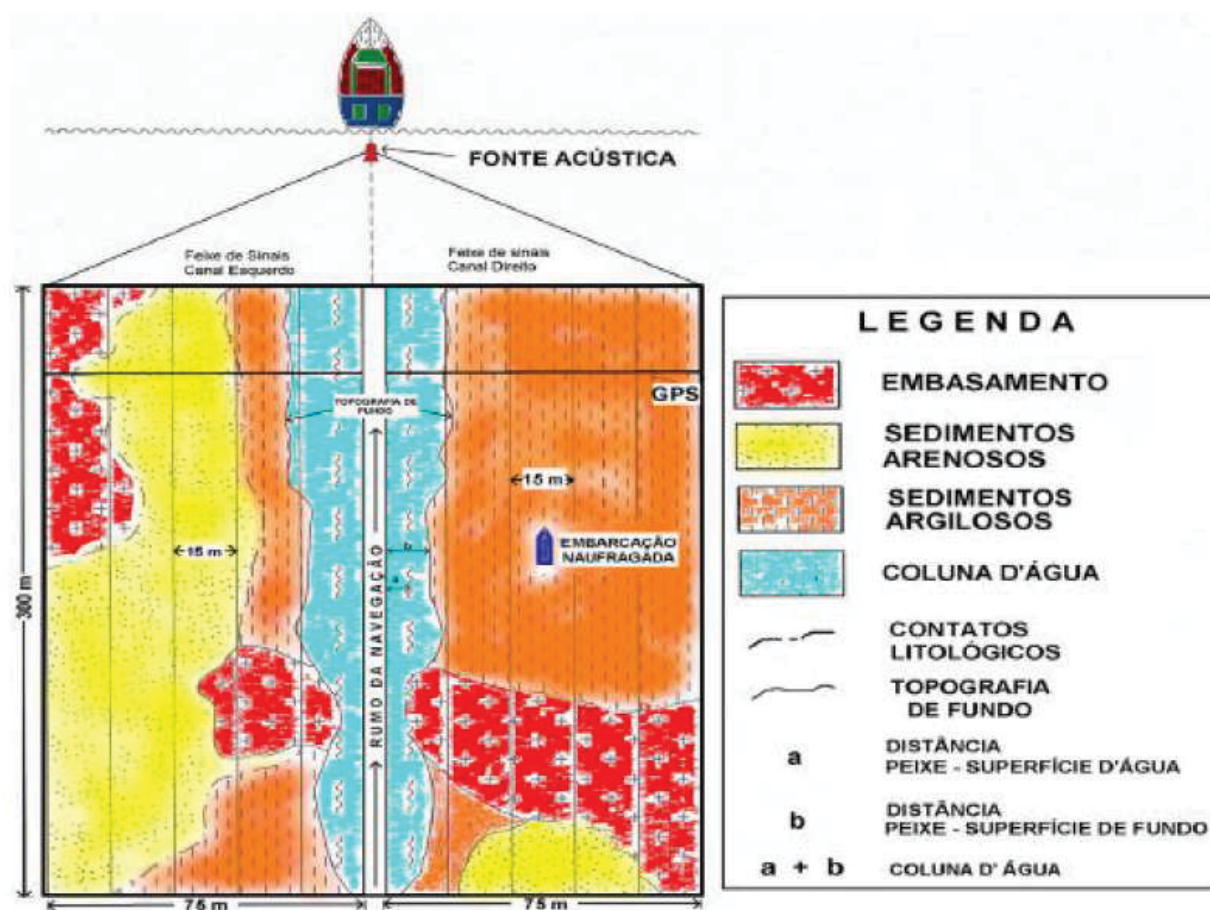 FONTE ACÚSTICA
Feixe de Sinais
Canal Esquerdo
Feixe de sinais
Canal Direito
GPS
TOPOGRAFIA DE
FUNDO
15 m
15 m
b
a
EMBARCAÇÃO
NAUFRAGADA
RUMO DA NAVEGAÇÃO
300 m
75 m
75 m
LEGENDA
EMBASAMENTO
SEDIMENTOS
ARENOSOS
SEDIMENTOS
ARGILOSOS
COLUNA D'ÁGUA
CONTATOS
LITOLÓGICOS
TOPOGRAFIA
DE FUNDO
a DISTÂNCIA
PEIXE - SUPERFÍCIE D'ÁGUA
b DISTÂNCIA
PEIXE - SUPERFÍCIE DE FUNDO
a + b COLUNA D'ÁGUA